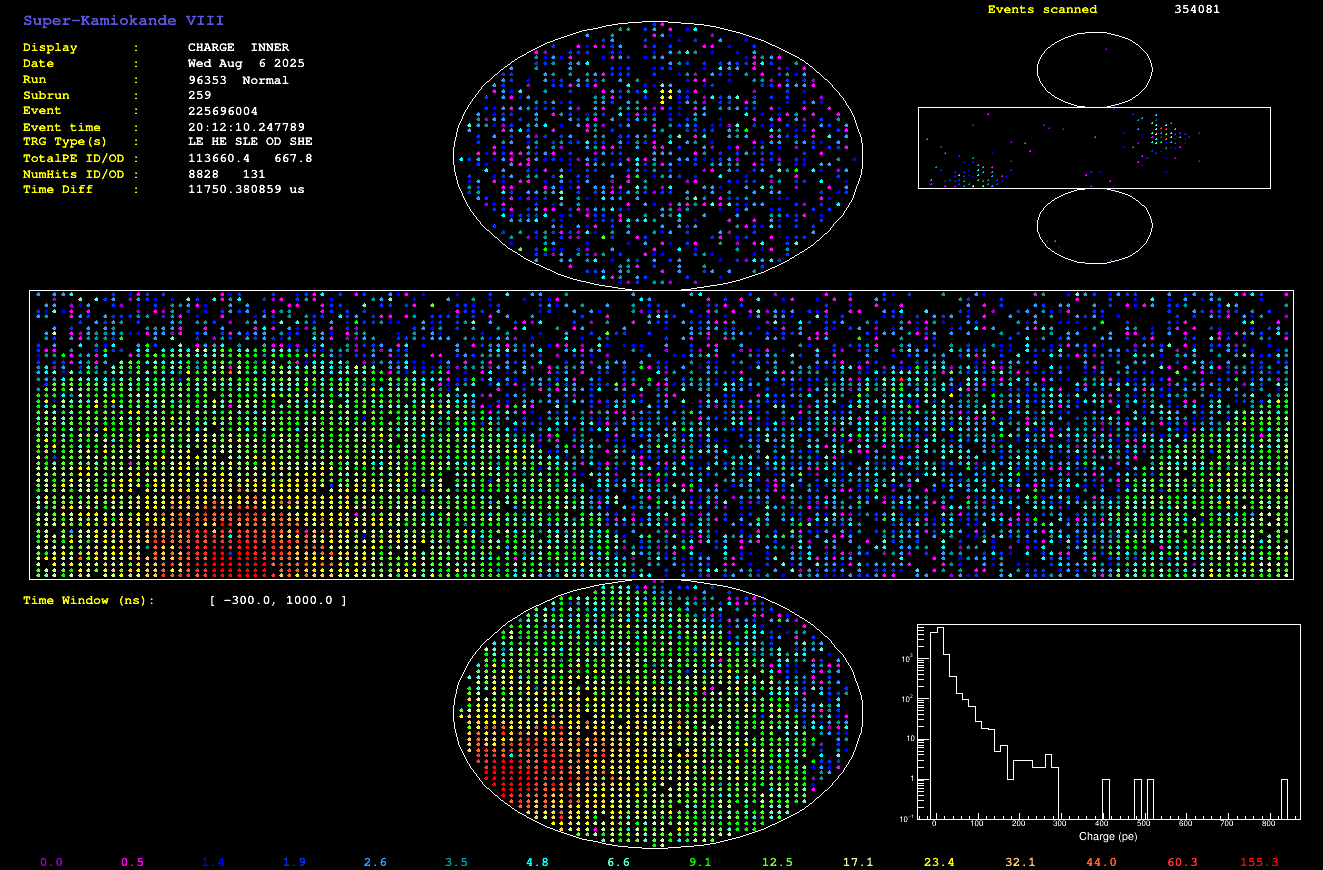 Super-Kamiokande VIII
Display : CHARGE INNER
Date : Wed Aug 6 2025
Run : 96353 Normal
Subrun : 259
Event : 225696004
Event time : 20:12:10.247789
TRG Type(s) : LE HE SLE OD SHE
TotalPE ID/OD : 113660.4 667.8
NumHits ID/OD : 8828 131
Time Diff : 11750.380859 us
Events scanned 354081
Time Window (ns): [ -300.0, 1000.0 ]
10³
10²
10
1
10⁻¹
0 100 200 300 400 500 600 700 800
Charge (pe)
0.0 0.5 1.4 1.9 2.6 3.5 4.8 6.6 9.1 12.5 17.1 23.4 32.1 44.0 60.3 155.3